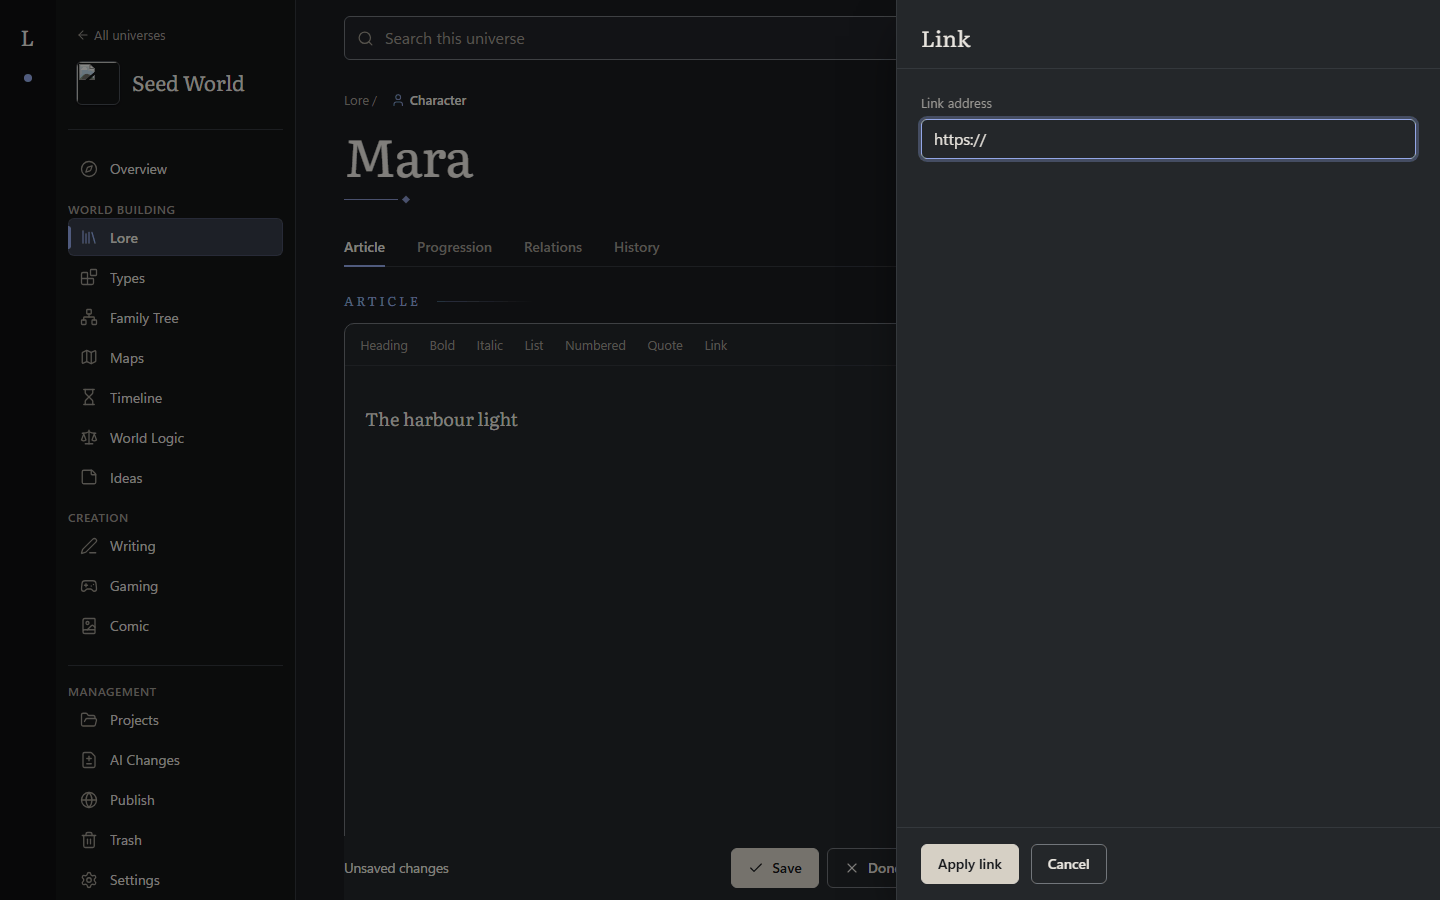 L
All universes
Seed World
Overview
WORLD BUILDING
Lore
Types
Family Tree
Maps
Timeline
World Logic
Ideas
CREATION
Writing
Gaming
Comic
MANAGEMENT
Projects
AI Changes
Publish
Trash
Settings
Search this universe
Lore / Character
Mara
Article Progression Relations History
ARTICLE
Heading Bold Italic List Numbered Quote Link
The harbour light
Unsaved changes Save Done
Link
Link address
https://
Apply link Cancel